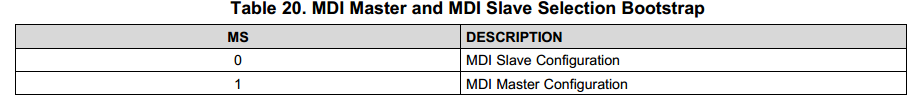 Table 20. MDI Master and MDI Slave Selection Bootstrap
MS DESCRIPTION
0 MDI Slave Configuration
1 MDI Master Configuration